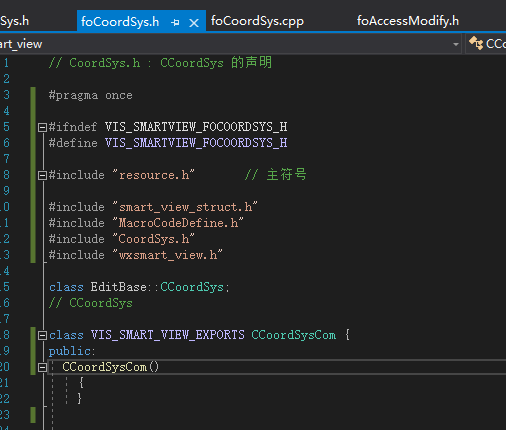 Sys.h foCoordSys.h foCoordSys.cpp foAccessModify.h
art_view CCo
1 // CoordSys.h : CCoordSys 的声明
2
3 #pragma once
4
5 #ifndef VIS_SMARTVIEW_FOCOORDSYS_H
6 #define VIS_SMARTVIEW_FOCOORDSYS_H
7
8 #include "resource.h" // 主符号
9
10 #include "smart_view_struct.h"
11 #include "MacroCodeDefine.h"
12 #include "CoordSys.h"
13 #include "wxsmart_view.h"
14
15 class EditBase::CCoordSys;
16 // CCoordSys
17
18 class VIS_SMART_VIEW_EXPORTS CCoordSysCom {
19 public:
20 CCoordSysCom()
21 {
22 }
23